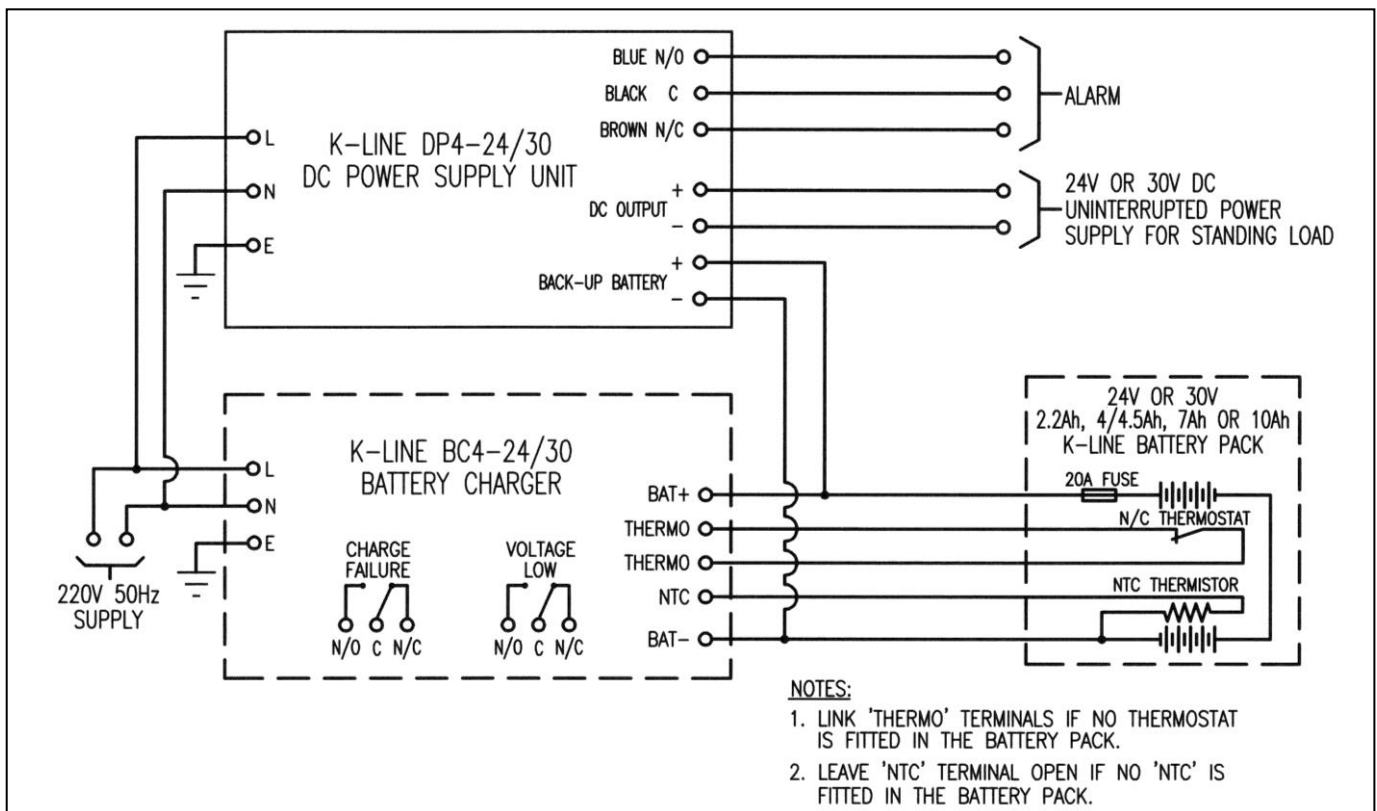 BLUE N/O
BLACK C
BROWN N/C
ALARM
L
N
E
K-LINE DP4-24/30
DC POWER SUPPLY UNIT
+
DC OUTPUT
-
24V OR 30V DC
UNINTERRUPTED POWER
SUPPLY FOR STANDING LOAD
+
BACK-UP BATTERY
-
L
N
E
220V 50Hz
SUPPLY
K-LINE BC4-24/30
BATTERY CHARGER
CHARGE
FAILURE
N/O C N/C
VOLTAGE
LOW
N/O C N/C
BAT+
THERMO
THERMO
NTC
BAT-
24V OR 30V
2.2Ah, 4/4.5Ah, 7Ah OR 10Ah
K-LINE BATTERY PACK
20A FUSE
N/C THERMOSTAT
NTC THERMISTOR
NOTES:
1. LINK 'THERMO' TERMINALS IF NO THERMOSTAT
IS FITTED IN THE BATTERY PACK.
2. LEAVE 'NTC' TERMINAL OPEN IF NO 'NTC' IS
FITTED IN THE BATTERY PACK.